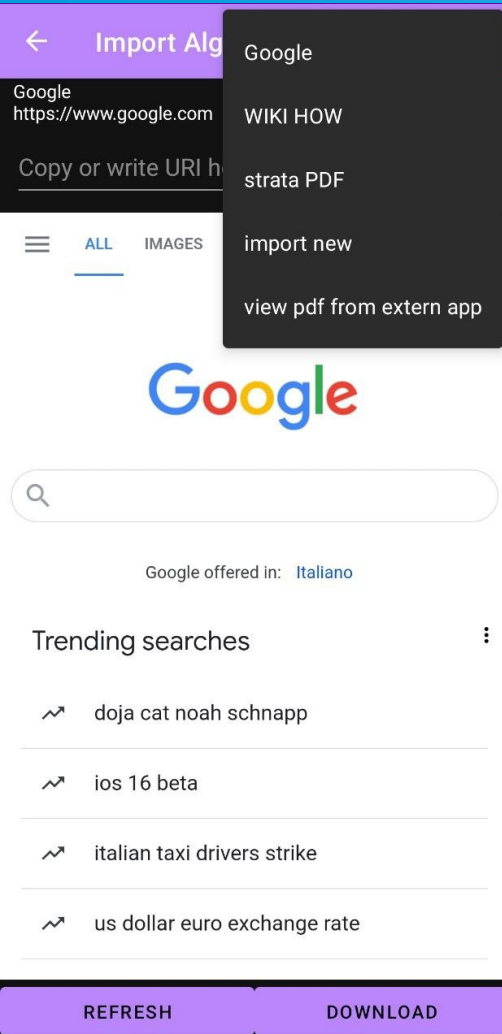 Import Alg
Google
https://www.google.com
Copy or write URI h
Google
WIKI HOW
strata PDF
import new
view pdf from extern app
ALL IMAGES
Google
Google offered in: Italiano
Trending searches
doja cat noah schnapp
ios 16 beta
italian taxi drivers strike
us dollar euro exchange rate
REFRESH DOWNLOAD